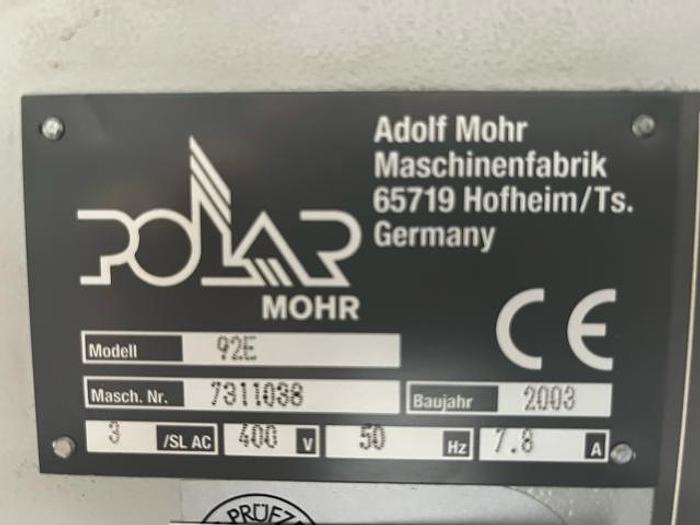 Adolf Mohr
Maschinenfabrik
65719 Hofheim/Ts.
Germany
POLAR
MOHR
CE
Modell 92E
Masch. Nr. 7311038 Baujahr 2003
3 /SL AC 400 V 50 Hz 7.8 A
PRÜFZ